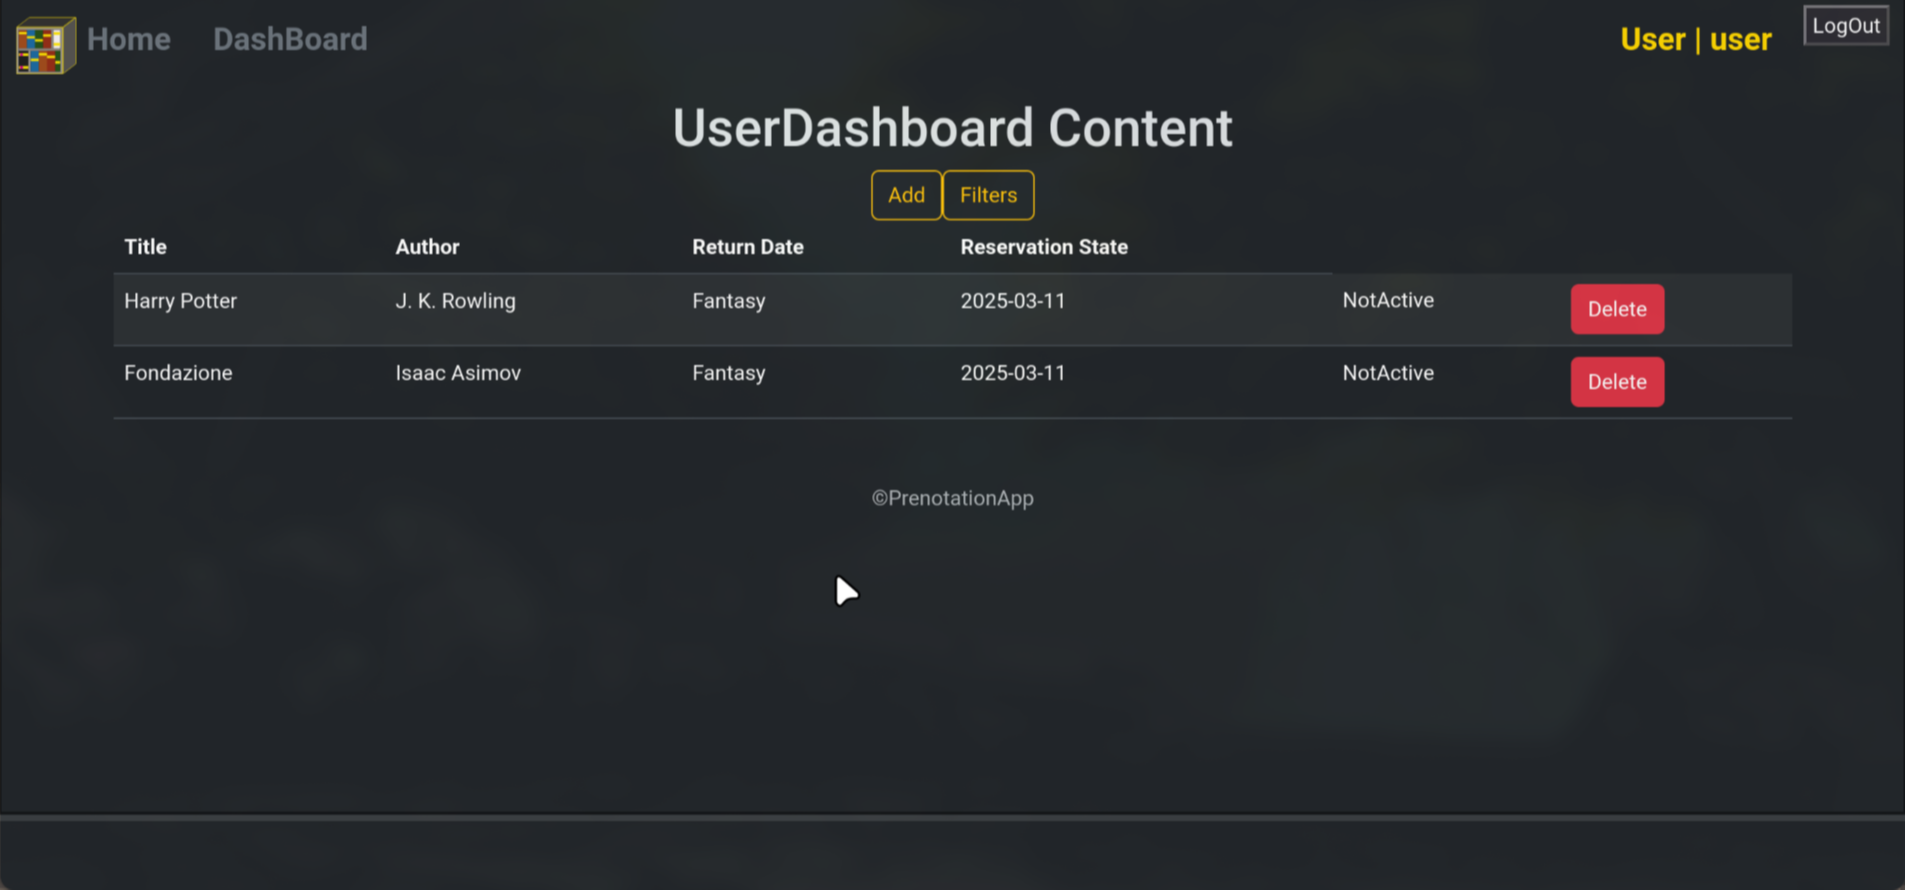 Home DashBoard User | user LogOut
UserDashboard Content
Add Filters
Title Author Return Date Reservation State
Harry Potter J. K. Rowling Fantasy 2025-03-11 NotActive Delete
Fondazione Isaac Asimov Fantasy 2025-03-11 NotActive Delete
©PrenotationApp